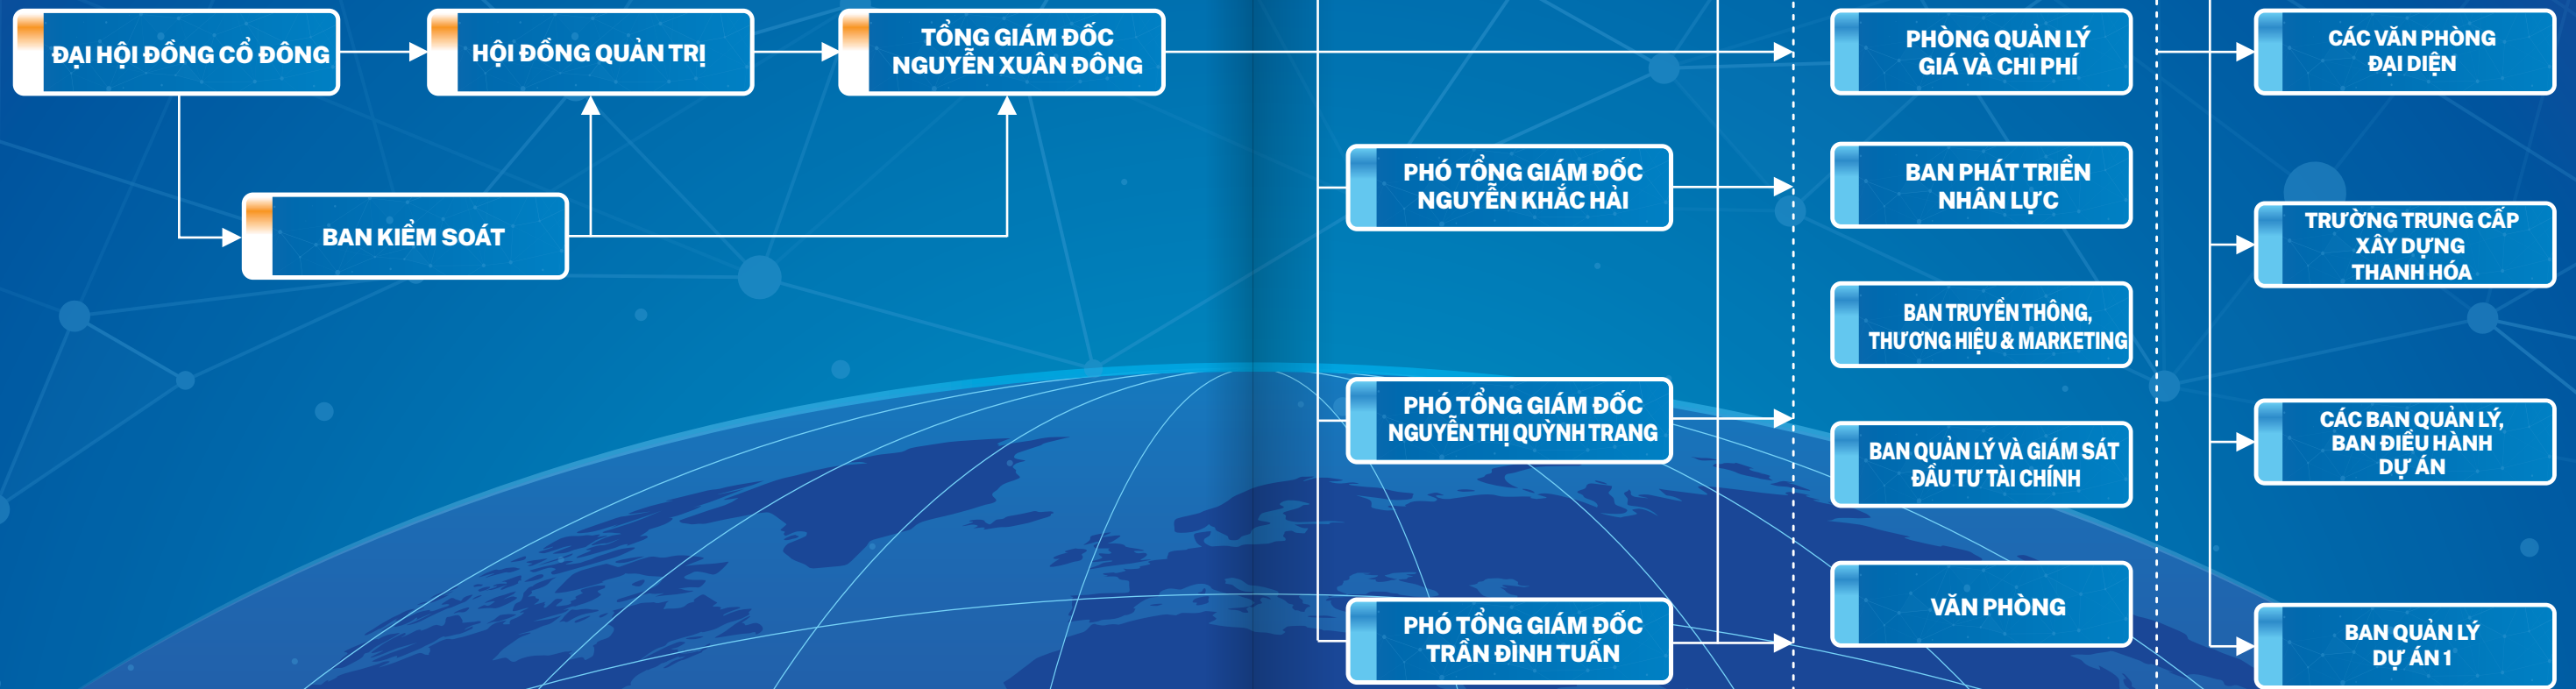 ĐẠI HỘI ĐỒNG CỔ ĐÔNG
HỘI ĐỒNG QUẢN TRỊ
TỔNG GIÁM ĐỐC
NGUYỄN XUÂN ĐÔNG
BAN KIỂM SOÁT
PHÓ TỔNG GIÁM ĐỐC
NGUYỄN KHẮC HẢI
PHÓ TỔNG GIÁM ĐỐC
NGUYỄN THỊ QUỲNH TRANG
PHÓ TỔNG GIÁM ĐỐC
TRẦN ĐÌNH TUẤN
PHÒNG QUẢN LÝ
GIÁ VÀ CHI PHÍ
BAN PHÁT TRIỂN
NHÂN LỰC
BAN TRUYỀN THÔNG,
THƯƠNG HIỆU & MARKETING
BAN QUẢN LÝ VÀ GIÁM SÁT
ĐẦU TƯ TÀI CHÍNH
VĂN PHÒNG
CÁC VĂN PHÒNG
ĐẠI DIỆN
TRƯỜNG TRUNG CẤP
XÂY DỰNG
THANH HÓA
CÁC BAN QUẢN LÝ,
BAN ĐIỀU HÀNH
DỰ ÁN
BAN QUẢN LÝ
DỰ ÁN 1